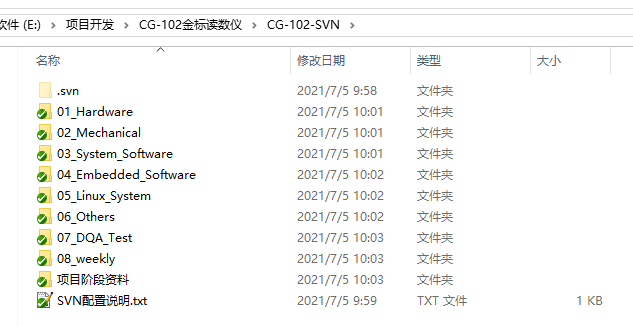 软件 (E:) > 项目开发 > CG-102金标读数仪 > CG-102-SVN >
名称 修改日期 类型 大小
.svn 2021/7/5 9:58 文件夹
01_Hardware 2021/7/5 10:01 文件夹
02_Mechanical 2021/7/5 10:01 文件夹
03_System_Software 2021/7/5 10:01 文件夹
04_Embedded_Software 2021/7/5 10:02 文件夹
05_Linux_System 2021/7/5 10:02 文件夹
06_Others 2021/7/5 10:02 文件夹
07_DQA_Test 2021/7/5 10:03 文件夹
08_weekly 2021/7/5 10:03 文件夹
项目阶段资料 2021/7/5 10:03 文件夹
SVN配置说明.txt 2021/7/5 9:59 TXT 文件 1 KB